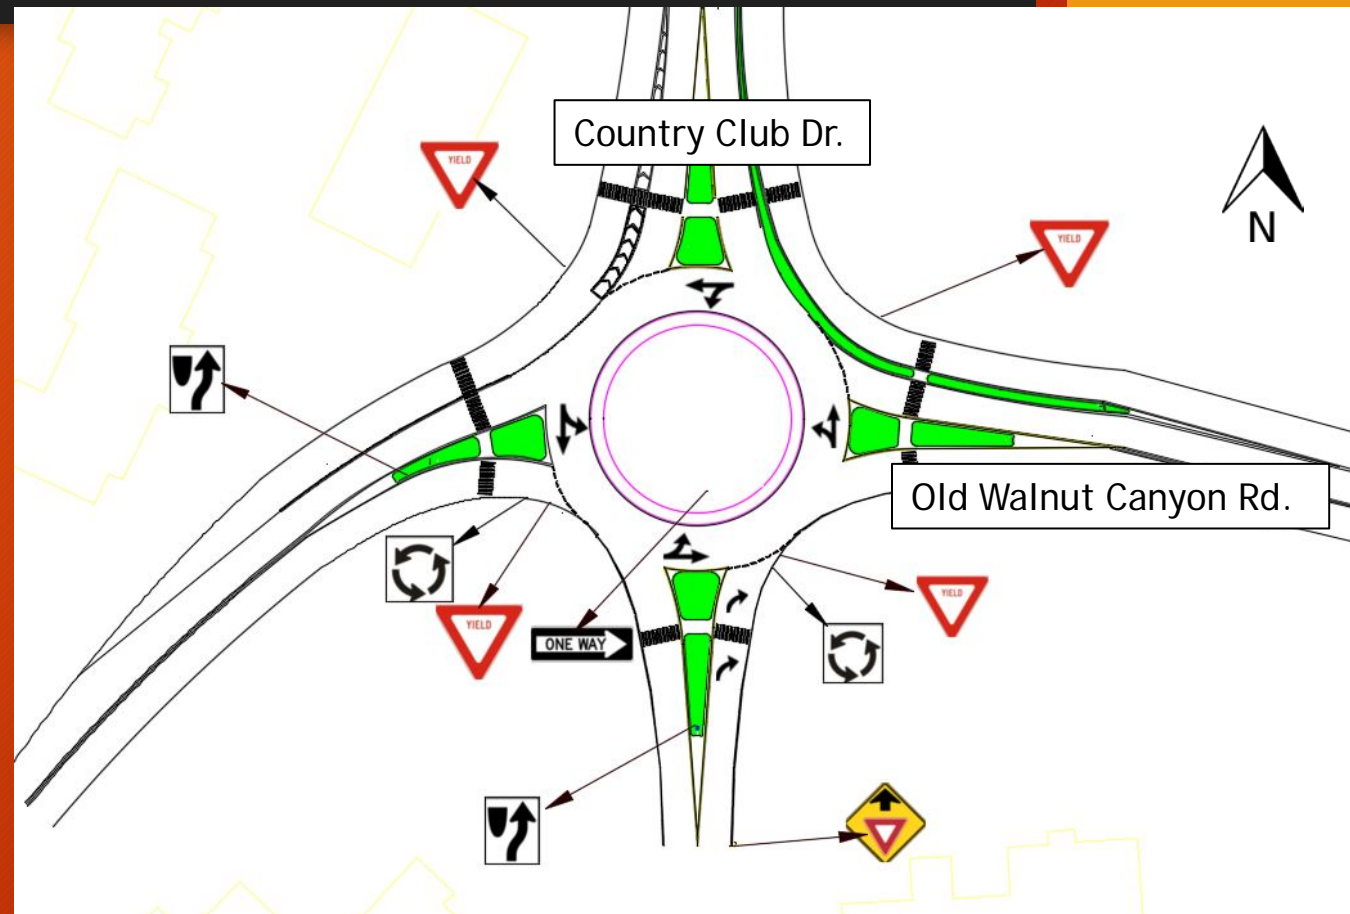 Country Club Dr.
YIELD
YIELD
N
Old Walnut Canyon Rd.
YIELD
YIELD
ONE WAY